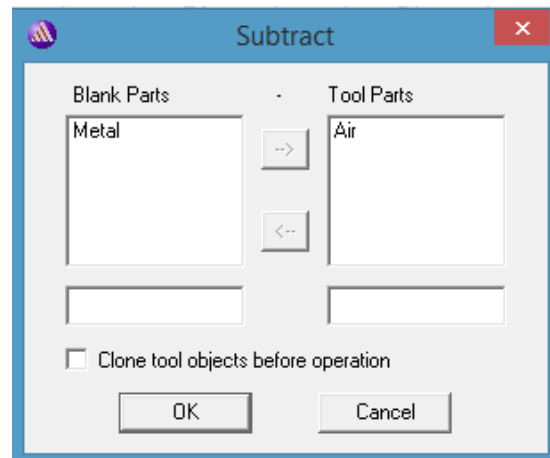 Subtract
Blank Parts - Tool Parts
Metal
Air
-->
<--
Clone tool objects before operation
OK
Cancel